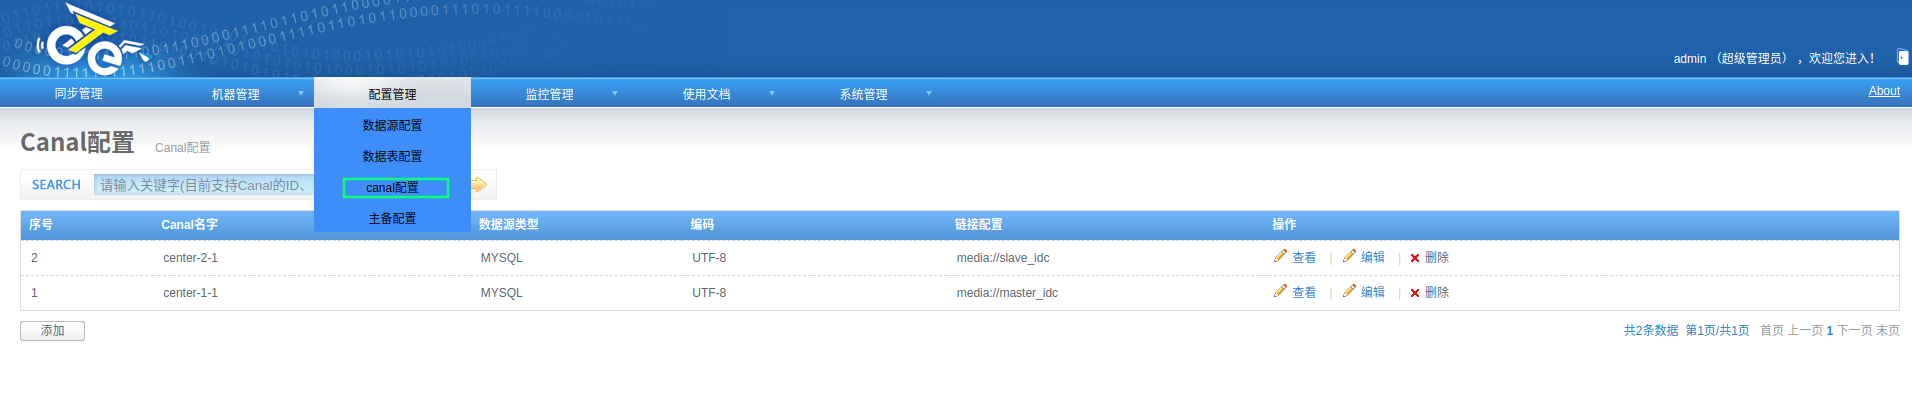 admin （超级管理员） ，欢迎您进入！
同步管理 机器管理 配置管理 监控管理 使用文档 系统管理 About
数据源配置
数据表配置
canal配置
主备配置
Canal配置 Canal配置
SEARCH 请输入关键字(目前支持Canal的ID、
序号 Canal名字 数据源类型 编码 链接配置 操作
2 center-2-1 MYSQL UTF-8 media://slave_idc 查看 | 编辑 | 删除
1 center-1-1 MYSQL UTF-8 media://master_idc 查看 | 编辑 | 删除
添加 共2条数据 第1页/共1页 首页 上一页 1 下一页 末页